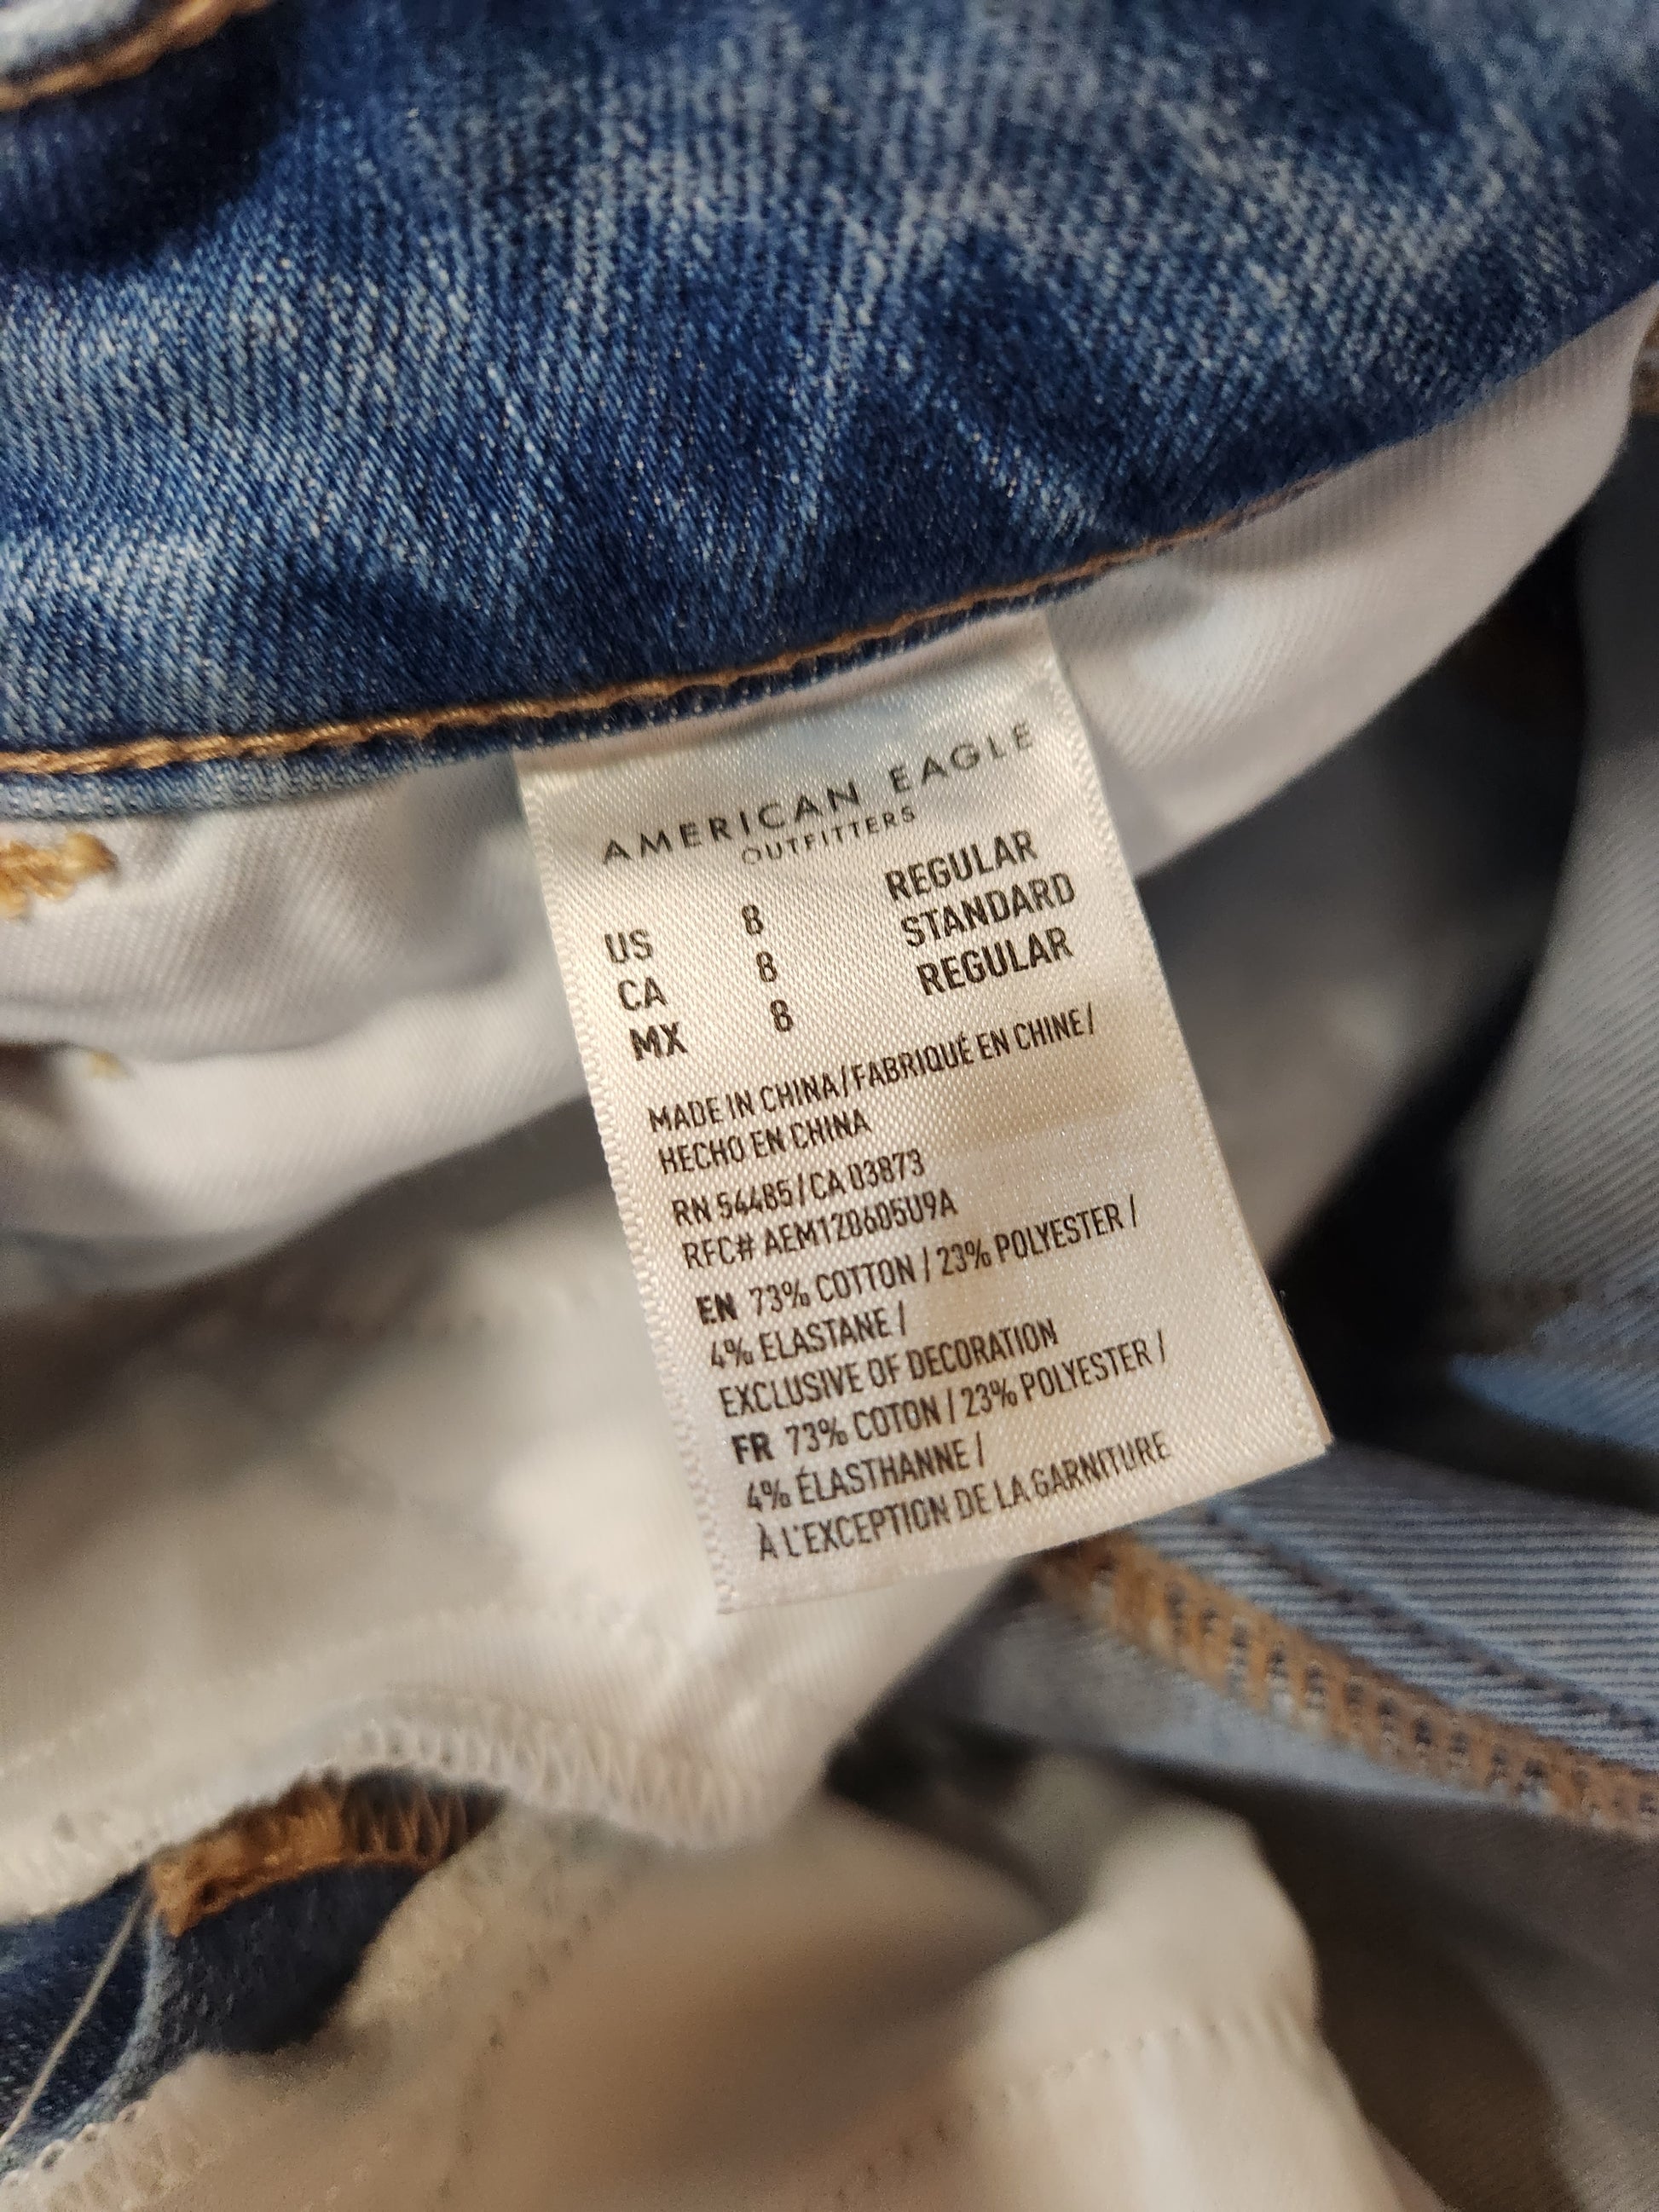 AMERICAN EAGLE
OUTFITTERS
US 8 REGULAR
CA 8 STANDARD
MX 8 REGULAR
MADE IN CHINA/FABRIQUÉ EN CHINE/
HECHO EN CHINA
RN 54485/CA 03873
RFC# AEM120605U9A
EN 73% COTTON / 23% POLYESTER /
4% ELASTANE /
EXCLUSIVE OF DECORATION
FR 73% COTON / 23% POLYESTER /
4% ÉLASTHANNE /
À L'EXCEPTION DE LA GARNITURE